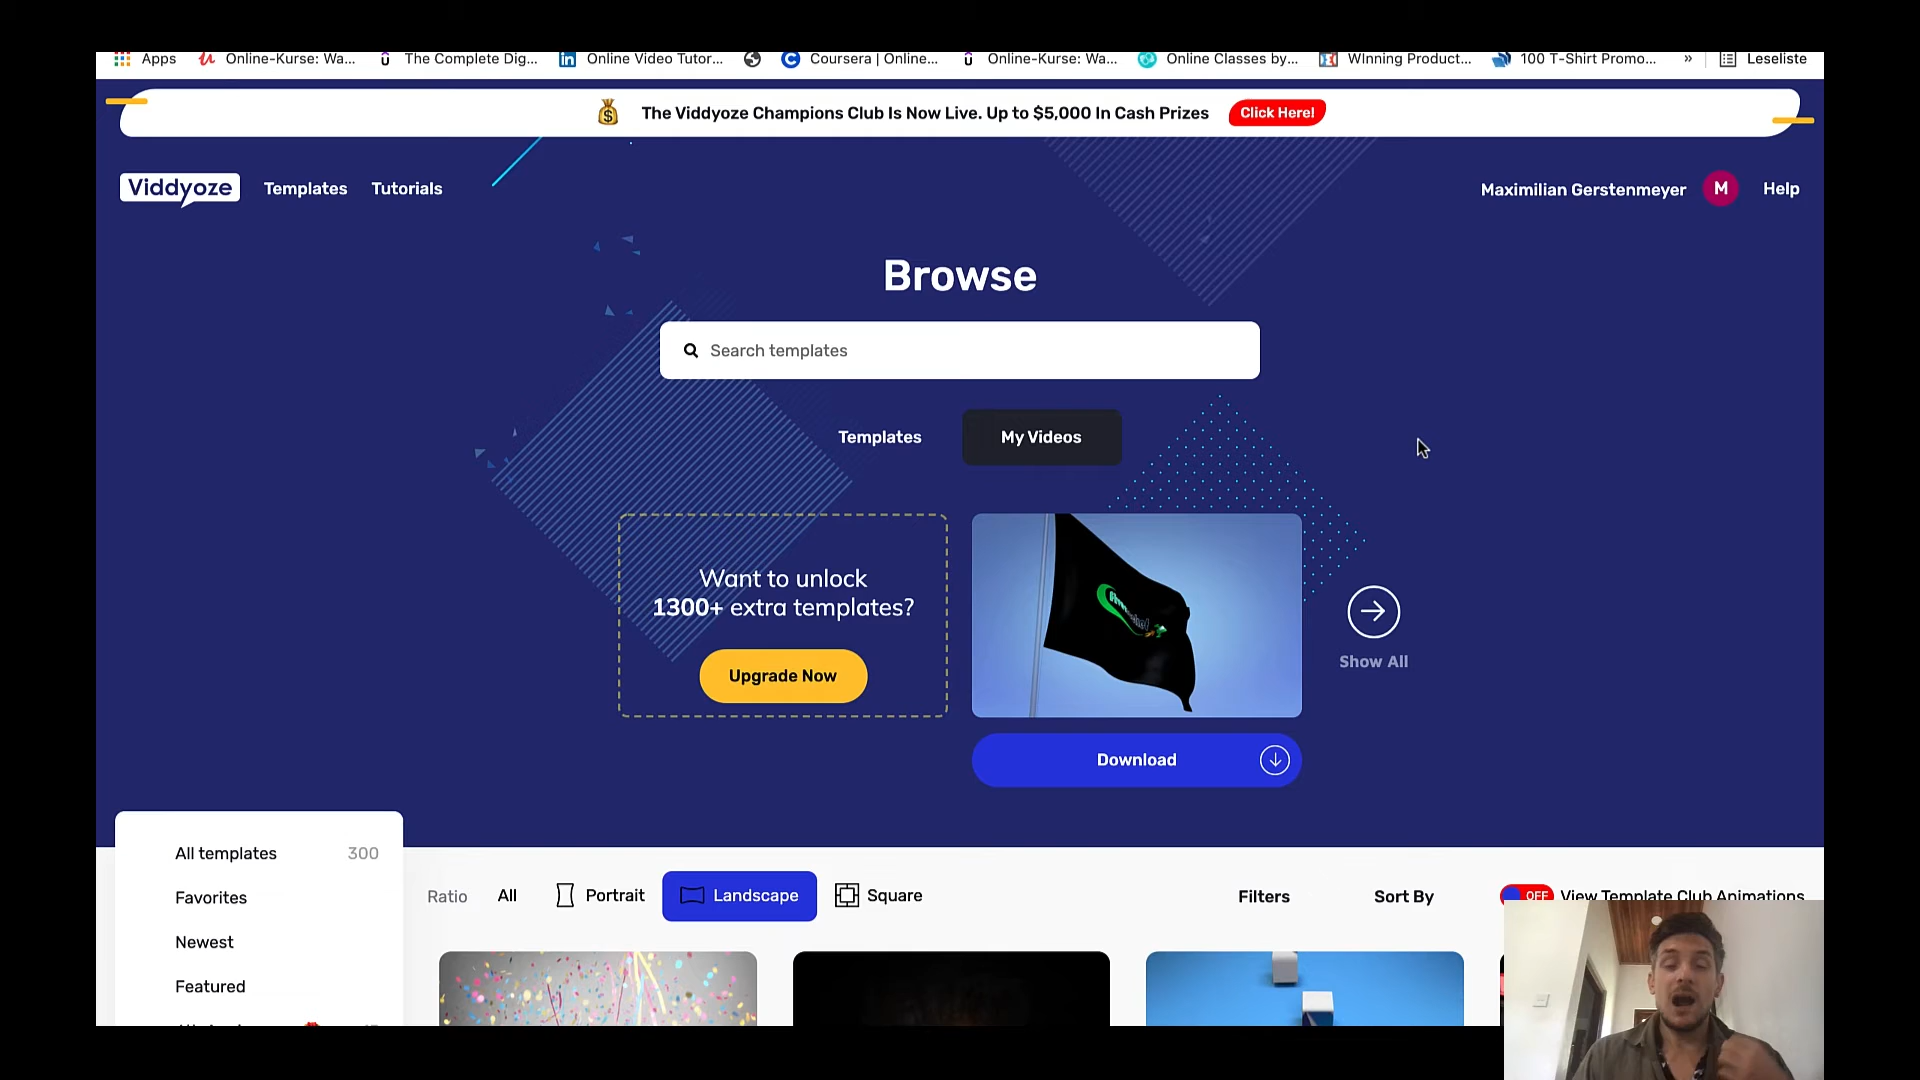 Apps Online-Kurse: Wa... The Complete Dig... Online Video Tutor... Coursera | Online... Online-Kurse: Wa... Online Classes by... WInning Product... 100 T-Shirt Promo... » Leseliste
The Viddyoze Champions Club Is Now Live. Up to $5,000 In Cash Prizes Click Here!
Viddyoze Templates Tutorials Maximilian Gerstenmeyer M Help
Browse
Search templates
Templates My Videos
Want to unlock
1300+ extra templates?
Upgrade Now
Show All
Download
All templates 300
Favorites
Newest
Featured
Ratio All Portrait Landscape Square Filters Sort By OFF View Template Club Animations